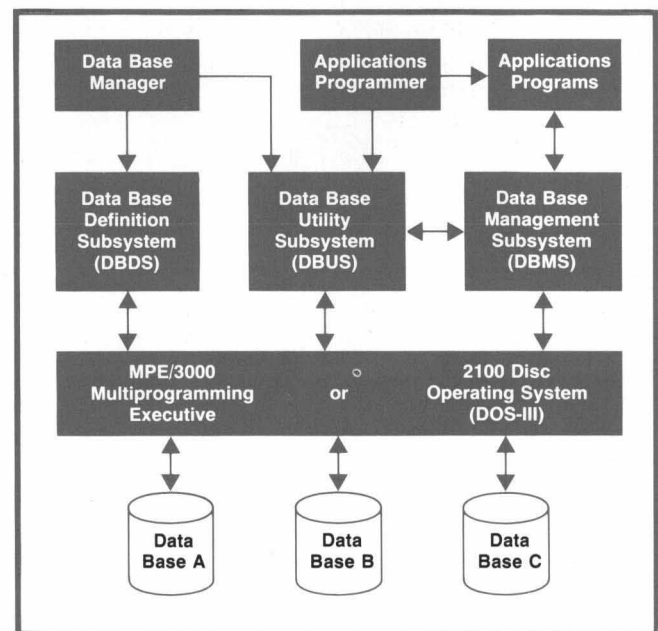 Data Base
Manager
Applications
Programmer
Applications
Programs
Data Base
Definition
Subsystem
(DBDS)
Data Base
Utility
Subsystem
(DBUS)
Data Base
Management
Subsystem
(DBMS)
MPE/3000
Multiprogramming
Executive
or
2100 Disc
Operating System
(DOS-III)
Data
Base A
Data
Base B
Data
Base C